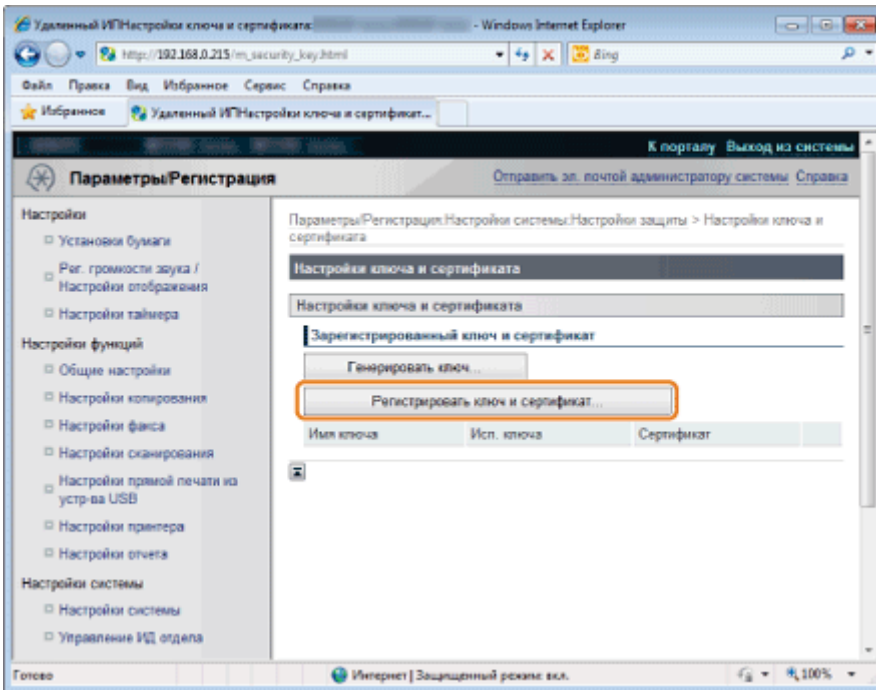 Удаленный ИПНастройки ключа и сертификата: - Windows Internet Explorer
http://192.168.0.215/m_security_key.html
Bing
Файл Правка Вид Избранное Сервис Справка
Избранное Удаленный ИПНастройки ключа и сертификат...
К порталу Выход из системы
Параметры/Регистрация Отправить эл. почтой администратору системы Справка
Настройки
Установки бумаги
Рег. громкости звука /
Настройки отображения
Настройки таймера
Настройки функций
Общие настройки
Настройки копирования
Настройки факса
Настройки сканирования
Настройки прямой печати из
устр-ва USB
Настройки принтера
Настройки отчета
Настройки системы
Настройки системы
Управление ИД отдела
Параметры/Регистрация:Настройки системы:Настройки защиты > Настройки ключа и
сертификата
Настройки ключа и сертификата
Настройки ключа и сертификата
Зарегистрированный ключ и сертификат
Генерировать ключ...
Регистрировать ключ и сертификат...
Имя ключа Исп. ключа Сертификат
Готово Интернет | Защищенный режим: вкл. 100%